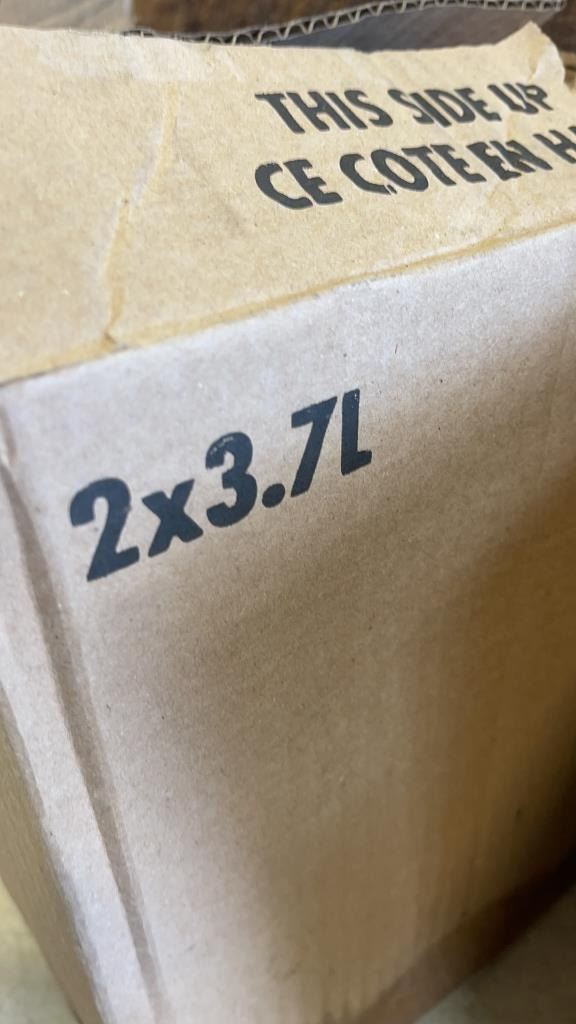 THIS SIDE UP
CE COTE EN
2x3.7L